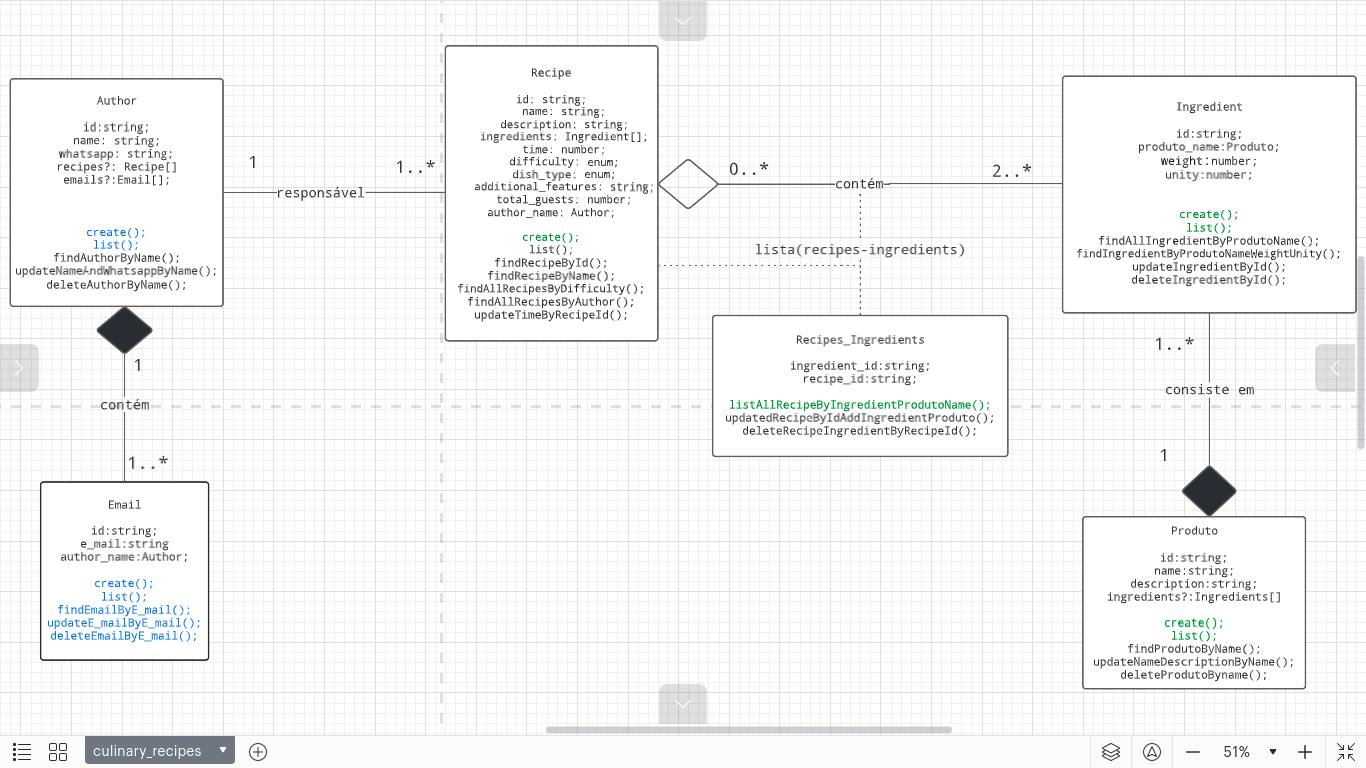 Author
id:string;
name: string;
whatsapp: string;
recipes?: Recipe[]
emails?:Email[];
create();
list();
findAuthorByName();
updateNameAndWhatsappByName();
deleteAuthorByName();
1
responsável
1..*
Recipe
id: string;
name: string;
description: string;
ingredients: Ingredient[];
time: number;
difficulty: enum;
dish_type: enum;
additional_features: string;
total_guests: number;
author_name: Author;
create();
list();
findRecipeById();
findRecipeByName();
findAllRecipesByDifficulty();
findAllRecipesByAuthor();
updateTimeByRecipeId();
0..*
contém
2..*
lista(recipes-ingredients)
Ingredient
id:string;
produto_name:Produto;
weight:number;
unity:number;
create();
list();
findAllIngredientByProdutoName();
findIngredientByProdutoNameWeightUnity();
updateIngredientById();
deleteIngredientById();
Recipes_Ingredients
ingredient_id:string;
recipe_id:string;
listAllRecipeByIngredientProdutoName();
updatedRecipeByIdAddIngredientProduto();
deleteRecipeIngredientByRecipeId();
1
contém
1..*
Email
id:string;
e_mail:string
author_name:Author;
create();
list();
findEmailByE_mail();
updateE_mailByE_mail();
deleteEmailByE_mail();
1..*
consiste em
1
Produto
id:string;
name:string;
description:string;
ingredients?:Ingredients[]
create();
list();
findProdutoByName();
updateNameDescriptionByName();
deleteProdutoByname();
culinary_recipes
51%